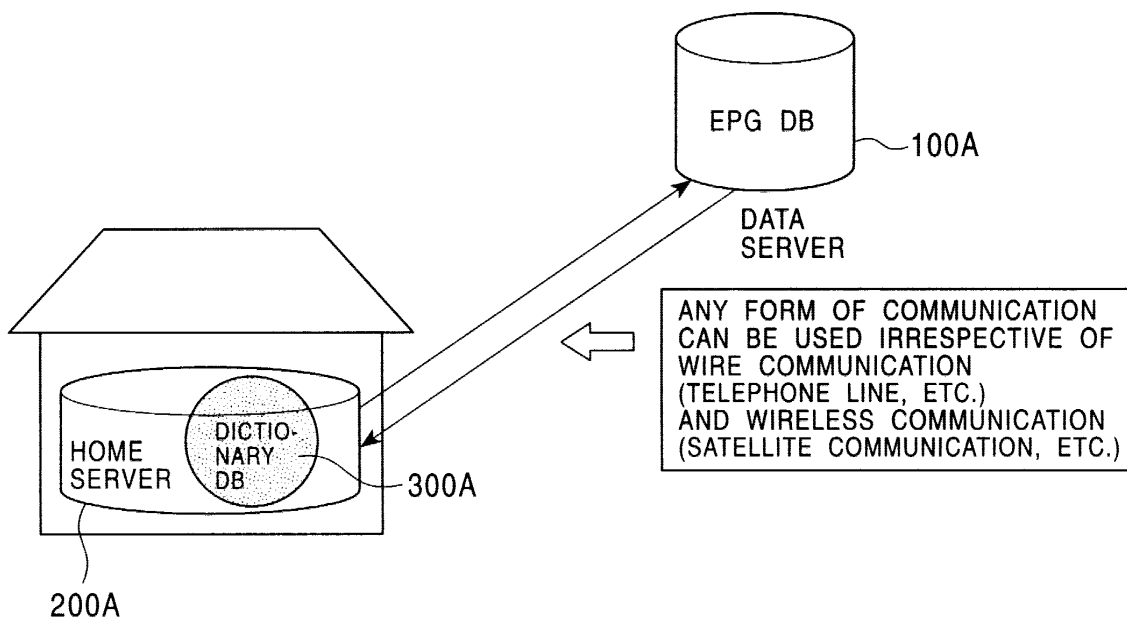 EPG DB
100A
DATA
SERVER
ANY FORM OF COMMUNICATION
CAN BE USED IRRESPECTIVE OF
WIRE COMMUNICATION
(TELEPHONE LINE, ETC.)
AND WIRELESS COMMUNICATION
(SATELLITE COMMUNICATION, ETC.)
HOME
SERVER
DICTIO-
NARY
DB
300A
200A